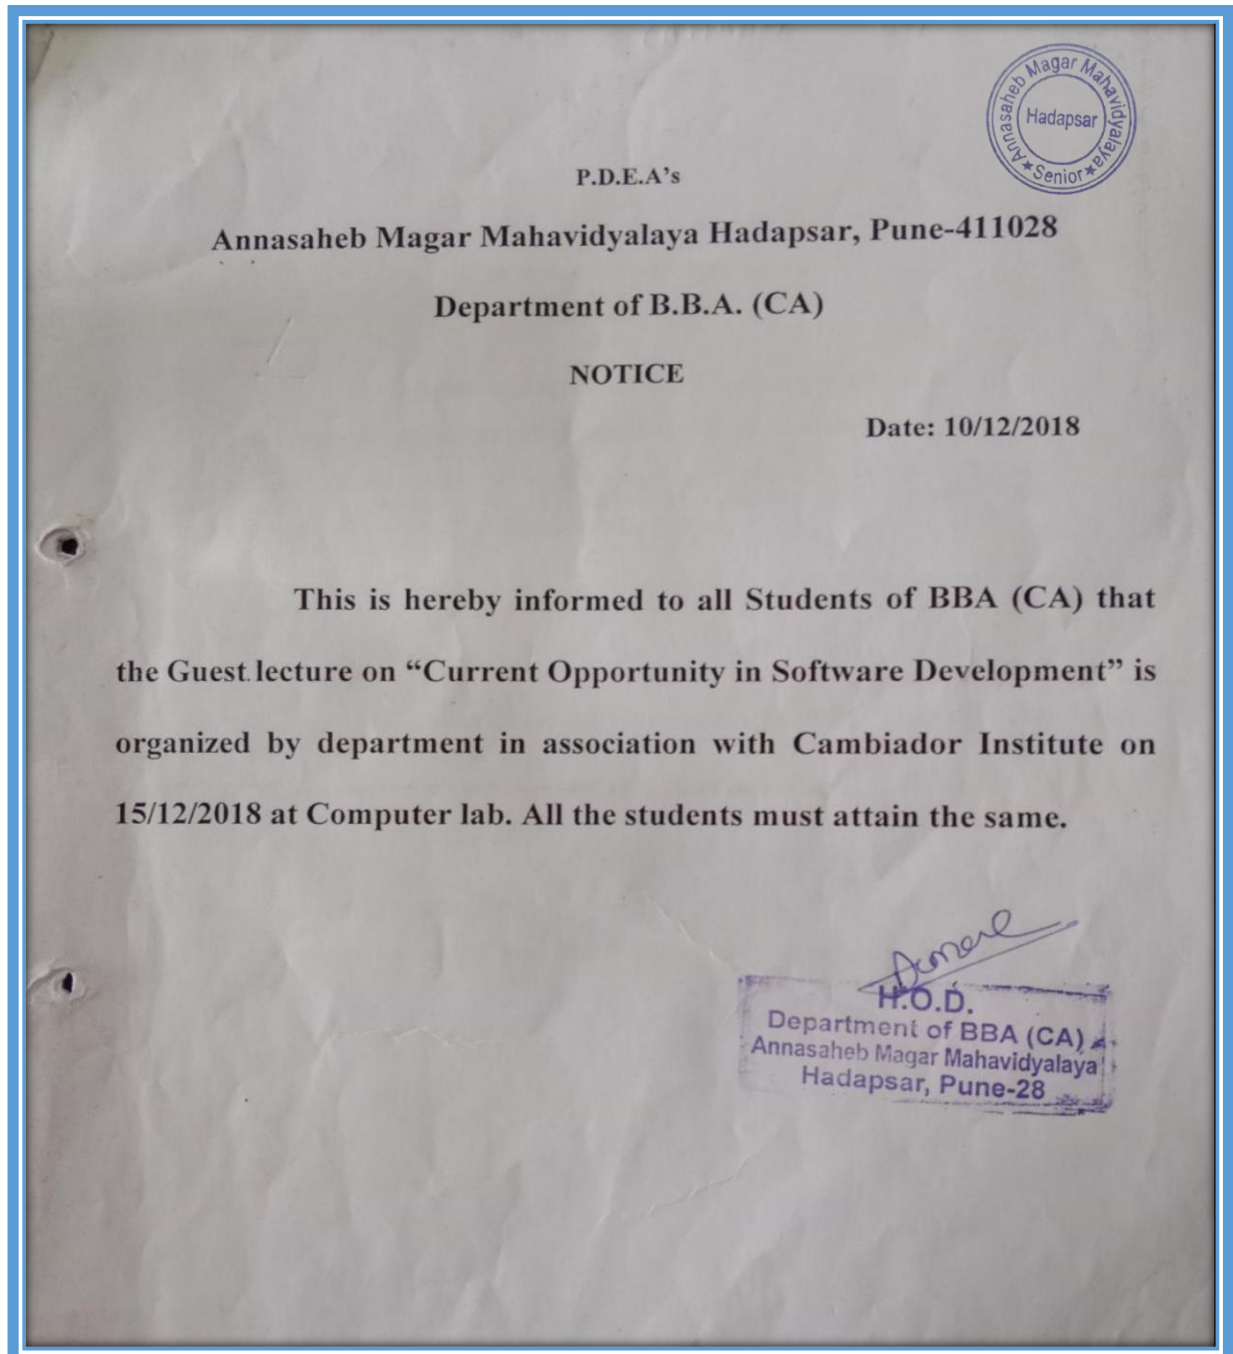 Annasaheb Magar Mahavidyalaya
Hadapsar
★ Senior ★
P.D.E.A's
Annasaheb Magar Mahavidyalaya Hadapsar, Pune-411028
Department of B.B.A. (CA)
NOTICE
Date: 10/12/2018
This is hereby informed to all Students of BBA (CA) that
the Guest lecture on “Current Opportunity in Software Development” is
organized by department in association with Cambiador Institute on
15/12/2018 at Computer lab. All the students must attain the same.
H.O.D.
Department of BBA (CA)
Annasaheb Magar Mahavidyalaya
Hadapsar, Pune-28